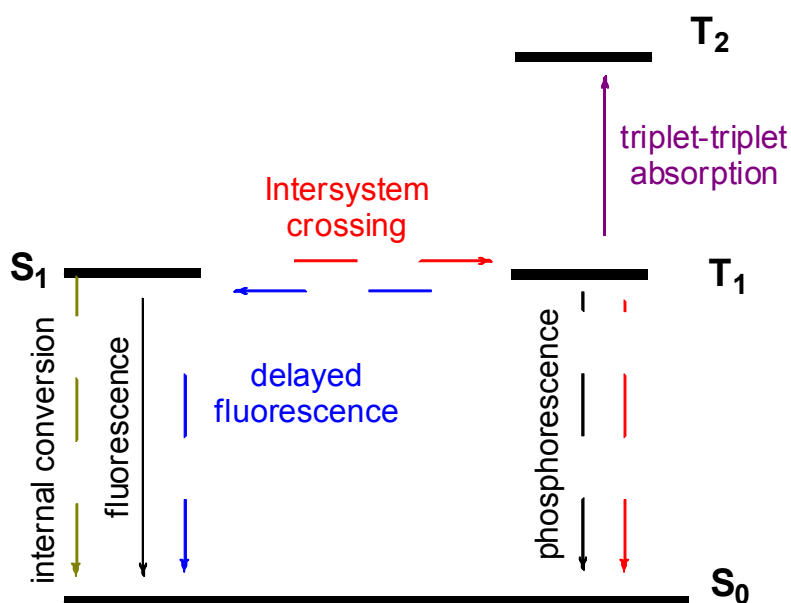 T2
triplet-triplet
absorption
Intersystem
crossing
S1
T1
internal conversion
fluorescence
delayed
fluorescence
phosphorescence
S0